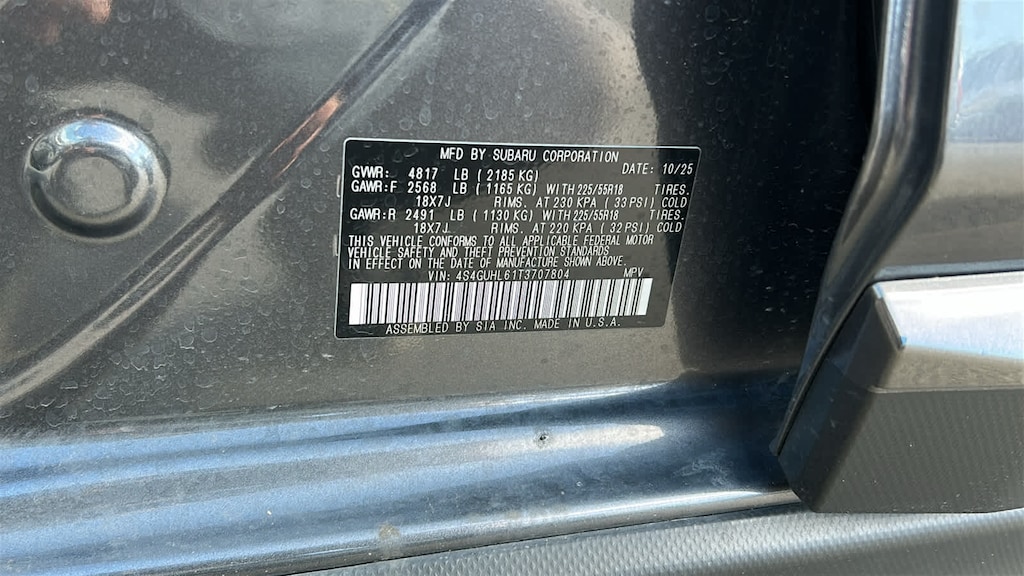 MFD BY SUBARU CORPORATION
GVWR: 4817 LB (2185 KG) DATE: 10/25
GAWR:F 2568 LB (1165 KG) WITH 225/55R18 TIRES.
18X7J RIMS. AT 230 KPA (33 PSI) COLD
GAWR:R 2491 LB (1130 KG) WITH 225/55R18 TIRES.
18X7J RIMS. AT 220 KPA (32 PSI) COLD
THIS VEHICLE CONFORMS TO ALL APPLICABLE FEDERAL MOTOR
VEHICLE SAFETY AND THEFT PREVENTION STANDARDS
IN EFFECT ON THE DATE OF MANUFACTURE SHOWN ABOVE.
VIN: 4S4GUHL61T3707804 MPV
ASSEMBLED BY SIA INC. MADE IN U.S.A.